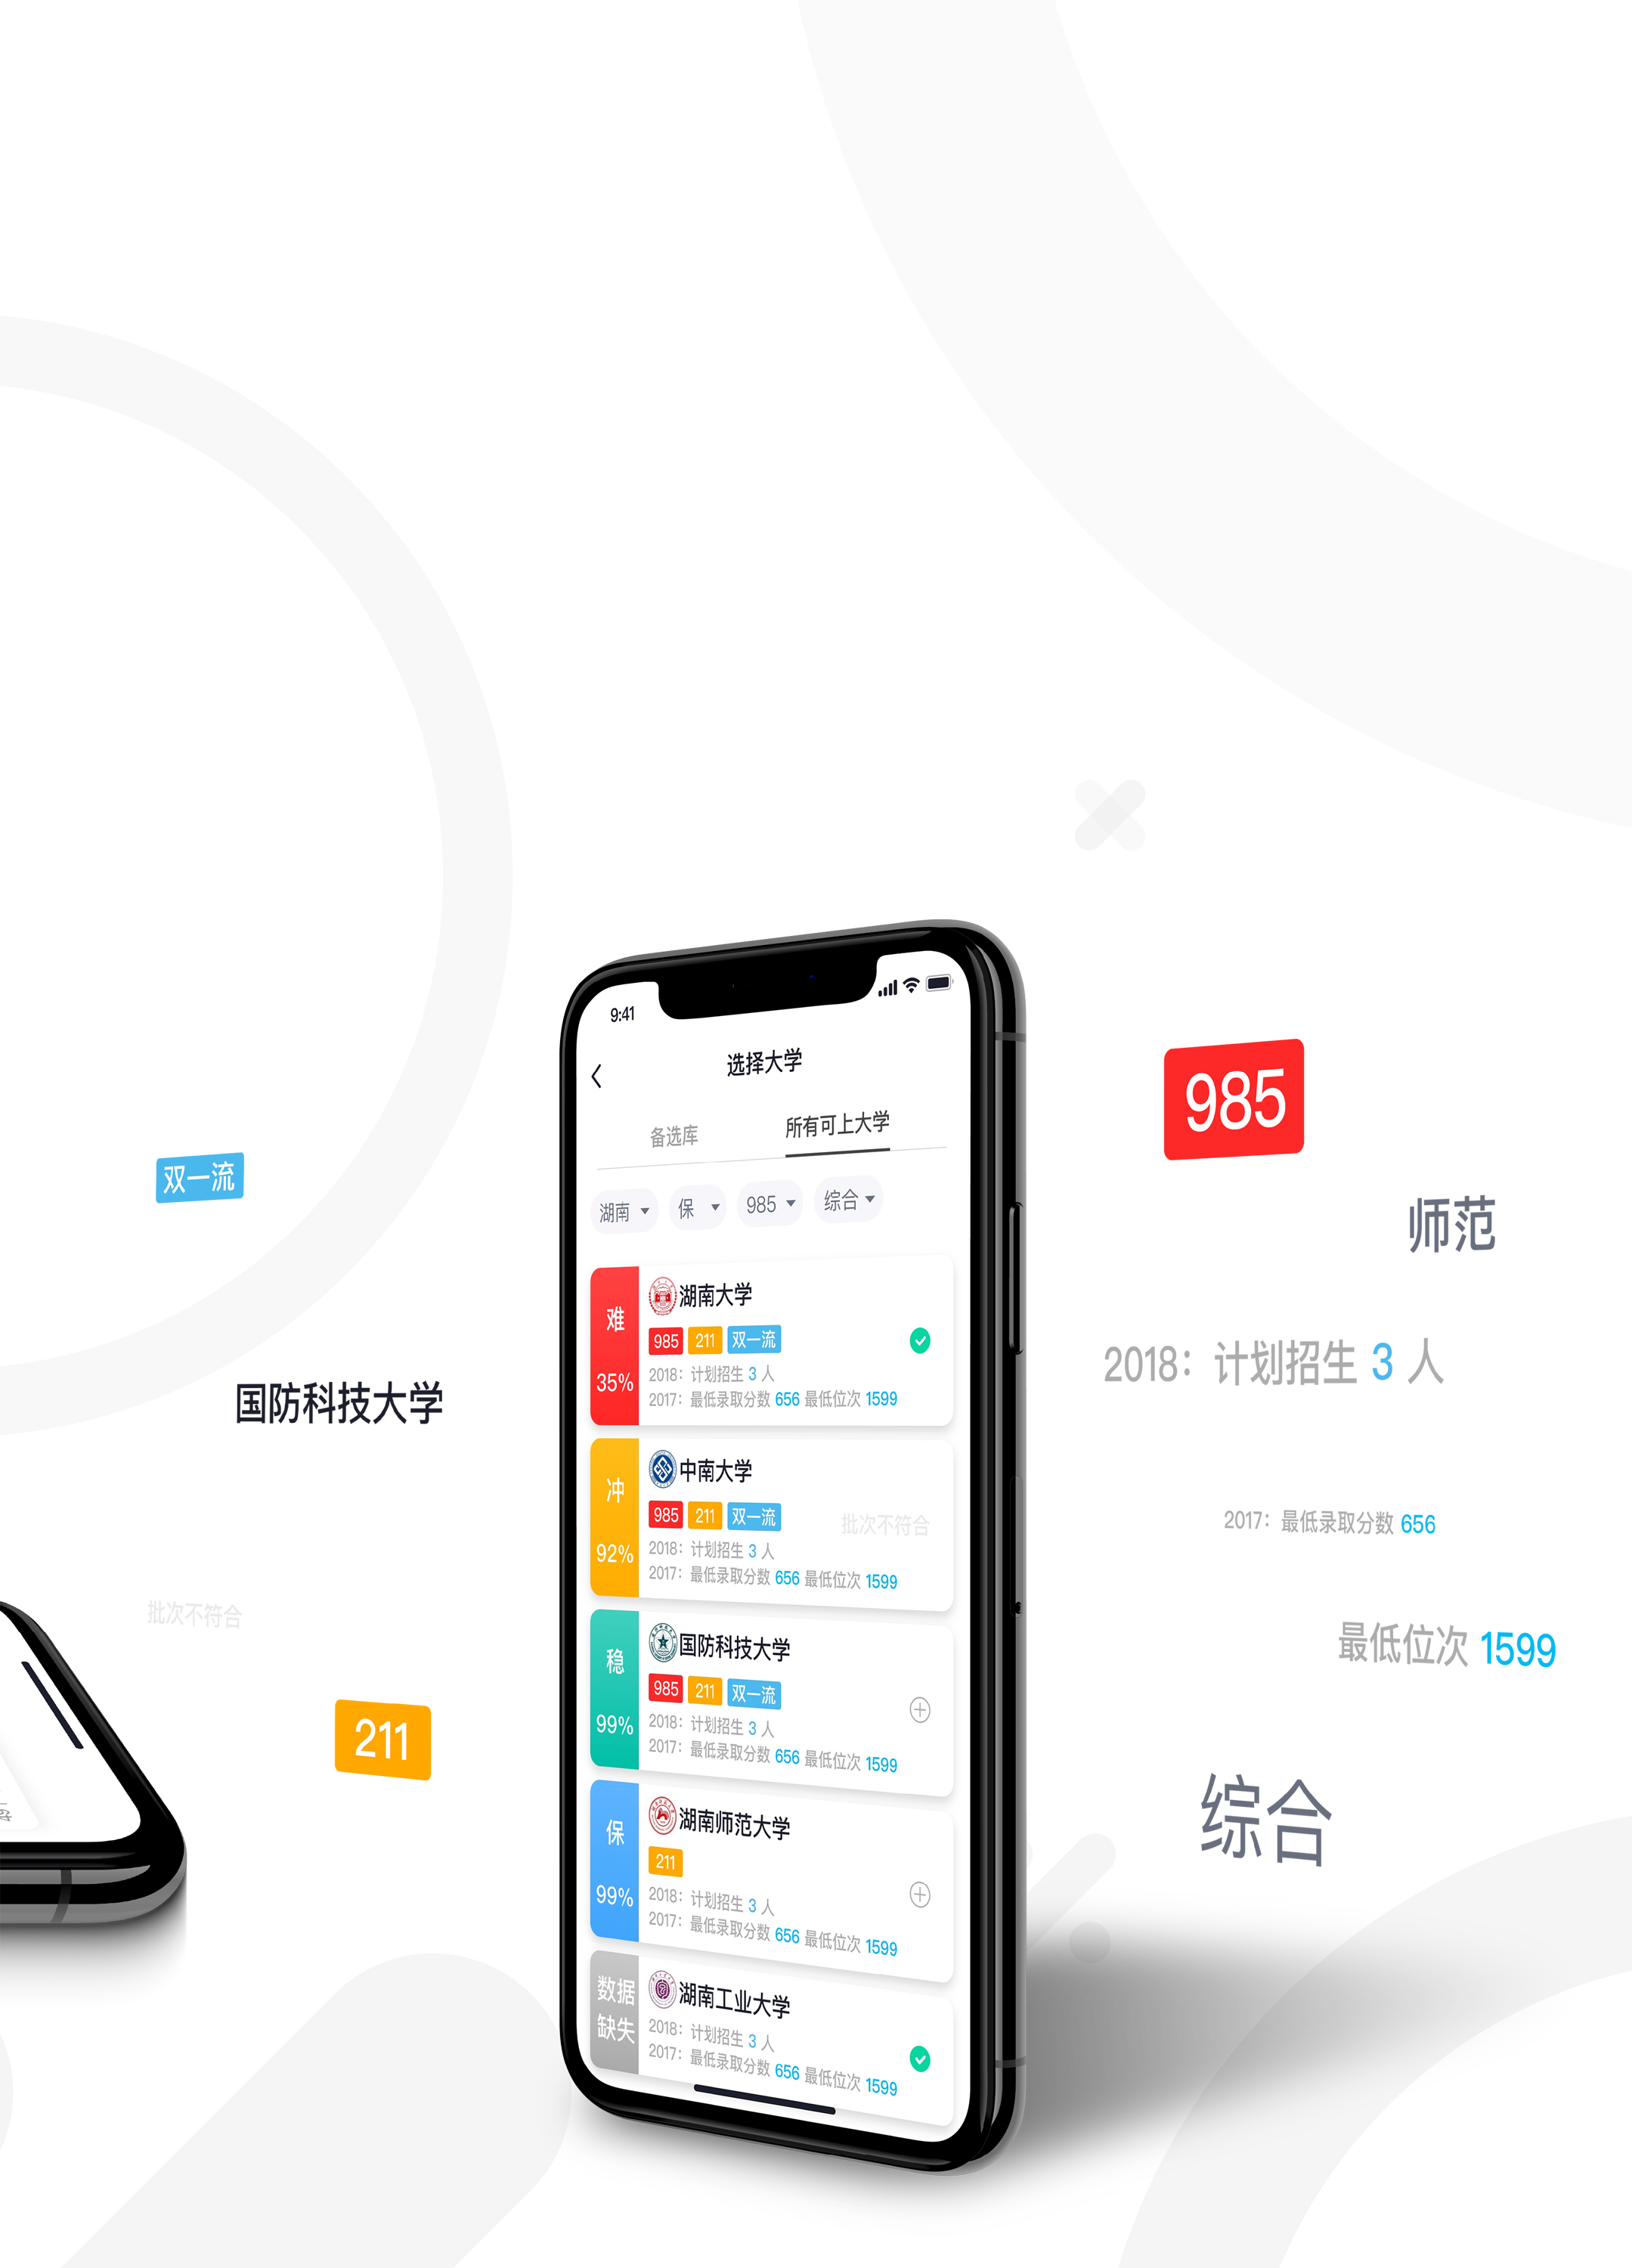 9:41
选择大学
备选库 所有可上大学
湖南 保 985 综合
难
35%
湖南大学
985 211 双一流
2018：计划招生 3 人
2017：最低录取分数 656 最低位次 1599
冲
92%
中南大学
985 211 双一流
批次不符合
2018：计划招生 3 人
2017：最低录取分数 656 最低位次 1599
稳
99%
国防科技大学
985 211 双一流
2018：计划招生 3 人
2017：最低录取分数 656 最低位次 1599
保
99%
湖南师范大学
211
2018：计划招生 3 人
2017：最低录取分数 656 最低位次 1599
数据
缺失
湖南工业大学
2018：计划招生 3 人
2017：最低录取分数 656 最低位次 1599
双一流
国防科技大学
批次不符合
211
985
师范
2018：计划招生 3 人
2017：最低录取分数 656
最低位次 1599
综合